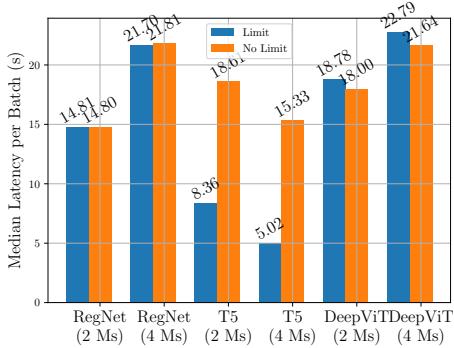 Median Latency per Batch (s)
20
15
10
5
0
Limit
No Limit
14.81
14.80
21.70
21.81
8.36
18.61
5.02
15.33
18.78
18.00
22.79
21.64
RegNet
(2 Ms)
RegNet
(4 Ms)
T5
(2 Ms)
T5
(4 Ms)
DeepViT
(2 Ms)
DeepViT
(4 Ms)